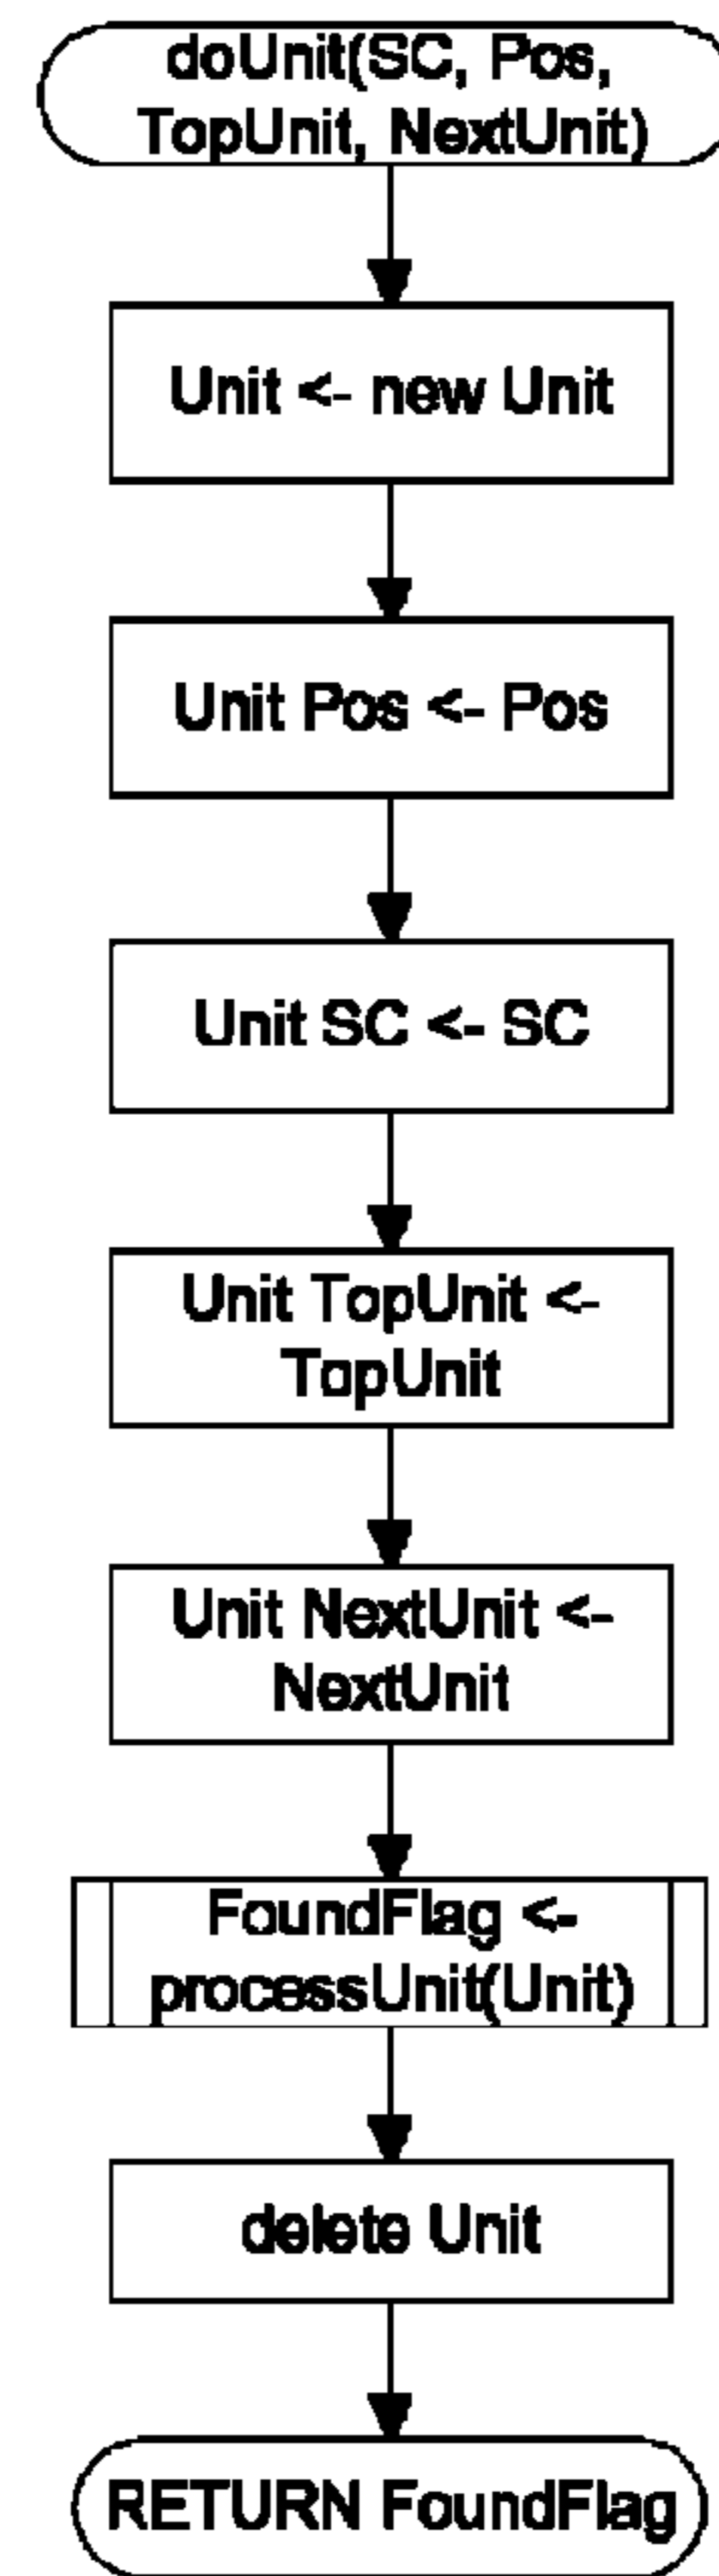 doUnit(SC, Pos,
TopUnit, NextUnit)
Unit <- new Unit
Unit Pos <- Pos
Unit SC <- SC
Unit TopUnit <-
TopUnit
Unit NextUnit <-
NextUnit
FoundFlag <-
processUnit(Unit)
delete Unit
RETURN FoundFlag